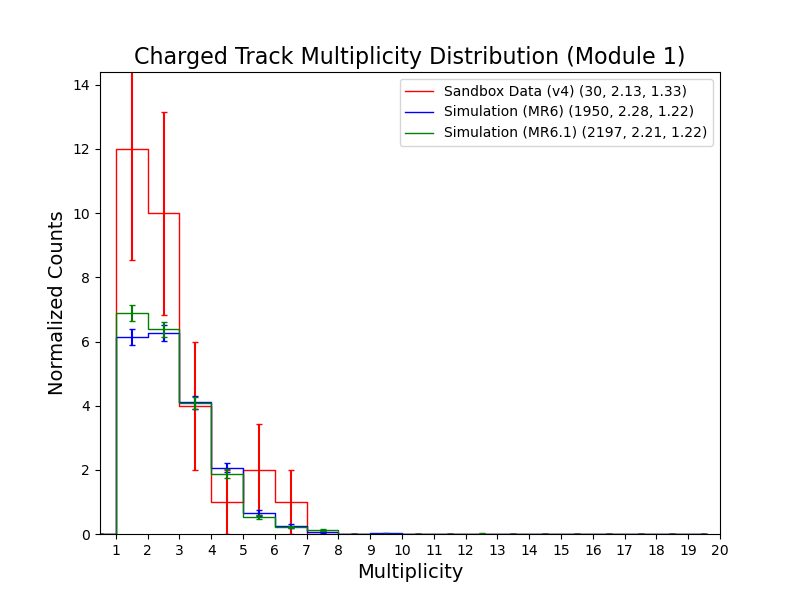 Charged Track Multiplicity Distribution (Module 1)
Sandbox Data (v4) (30, 2.13, 1.33)
Simulation (MR6) (1950, 2.28, 1.22)
Simulation (MR6.1) (2197, 2.21, 1.22)
Normalized Counts
14
12
10
8
6
4
2
0
1 2 3 4 5 6 7 8 9 10 11 12 13 14 15 16 17 18 19 20
Multiplicity